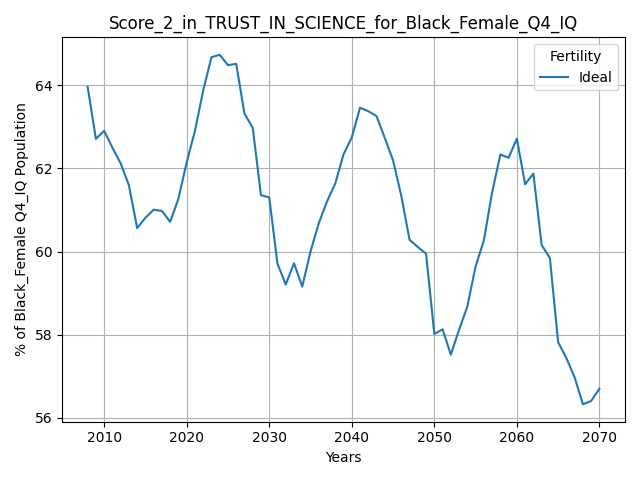 Score_2_in_TRUST_IN_SCIENCE_for_Black_Female_Q4_IQ
Fertility
Ideal
% of Black_Female Q4_IQ Population
64
62
60
58
56
2010
2020
2030
2040
2050
2060
2070
Years